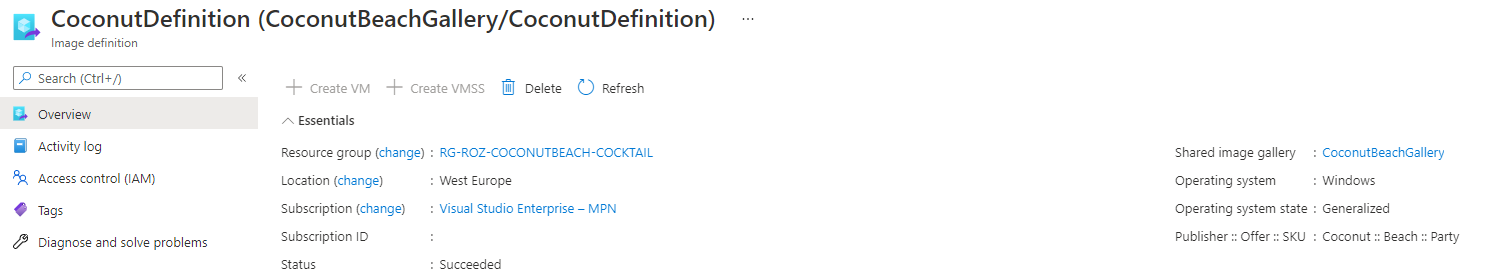 CoconutDefinition (CoconutBeachGallery/CoconutDefinition) ...
Image definition
Search (Ctrl+/) «
Create VM Create VMSS Delete Refresh
Overview
Activity log
Access control (IAM)
Tags
Diagnose and solve problems
Essentials
Resource group (change) : RG-ROZ-COCONUTBEACH-COCKTAIL
Location (change) : West Europe
Subscription (change) : Visual Studio Enterprise – MPN
Subscription ID :
Status : Succeeded
Shared image gallery : CoconutBeachGallery
Operating system : Windows
Operating system state : Generalized
Publisher :: Offer :: SKU : Coconut :: Beach :: Party